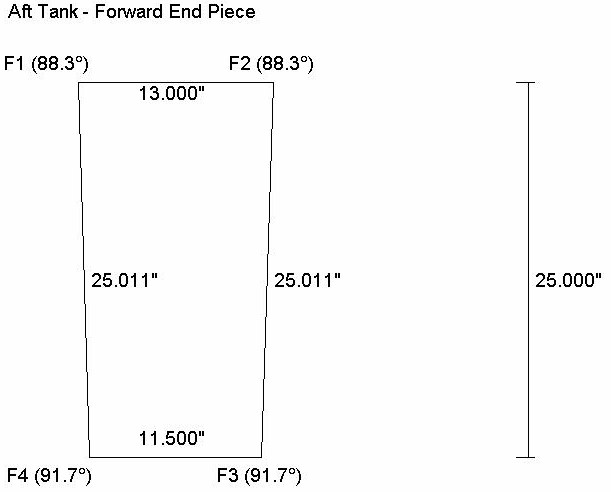 Aft Tank - Forward End Piece
F1 (88.3°) F2 (88.3°)
13.000"
25.011" 25.011" 25.000"
11.500"
F4 (91.7°) F3 (91.7°)